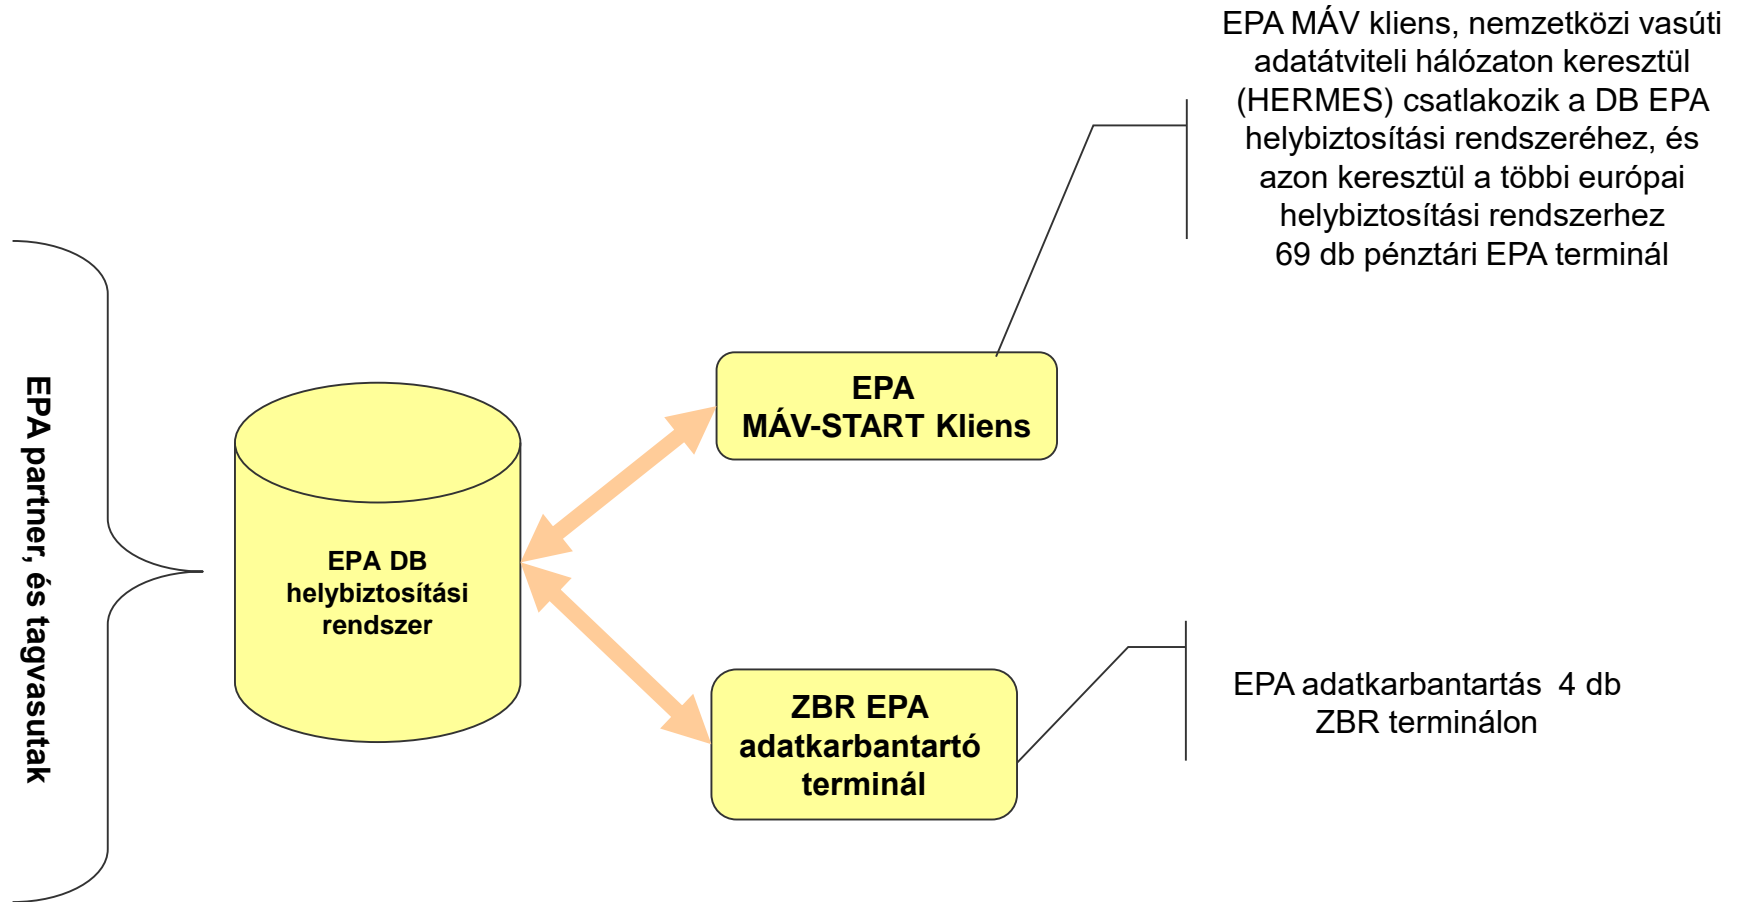 EPA MÁV kliens, nemzetközi vasúti
adatátviteli hálózaton keresztül
(HERMES) csatlakozik a DB EPA
helybiztosítási rendszeréhez, és
azon keresztül a többi európai
helybiztosítási rendszerhez
69 db pénztári EPA terminál
EPA partner, és tagvasutak
EPA
MÁV-START Kliens
EPA DB
helybiztosítási
rendszer
ZBR EPA
adatkarbantartó
terminál
EPA adatkarbantartás  4 db
ZBR terminálon